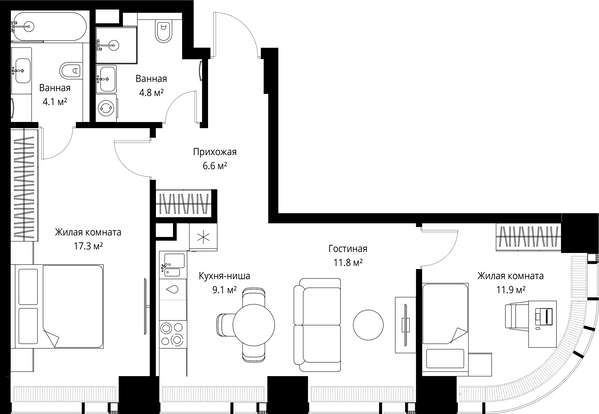 Ванная
4.1 м²
Ванная
4.8 м²
Прихожая
6.6 м²
Жилая комната
17.3 м²
Гостиная
11.8 м²
Кухня-ниша
9.1 м²
Жилая комната
11.9 м²